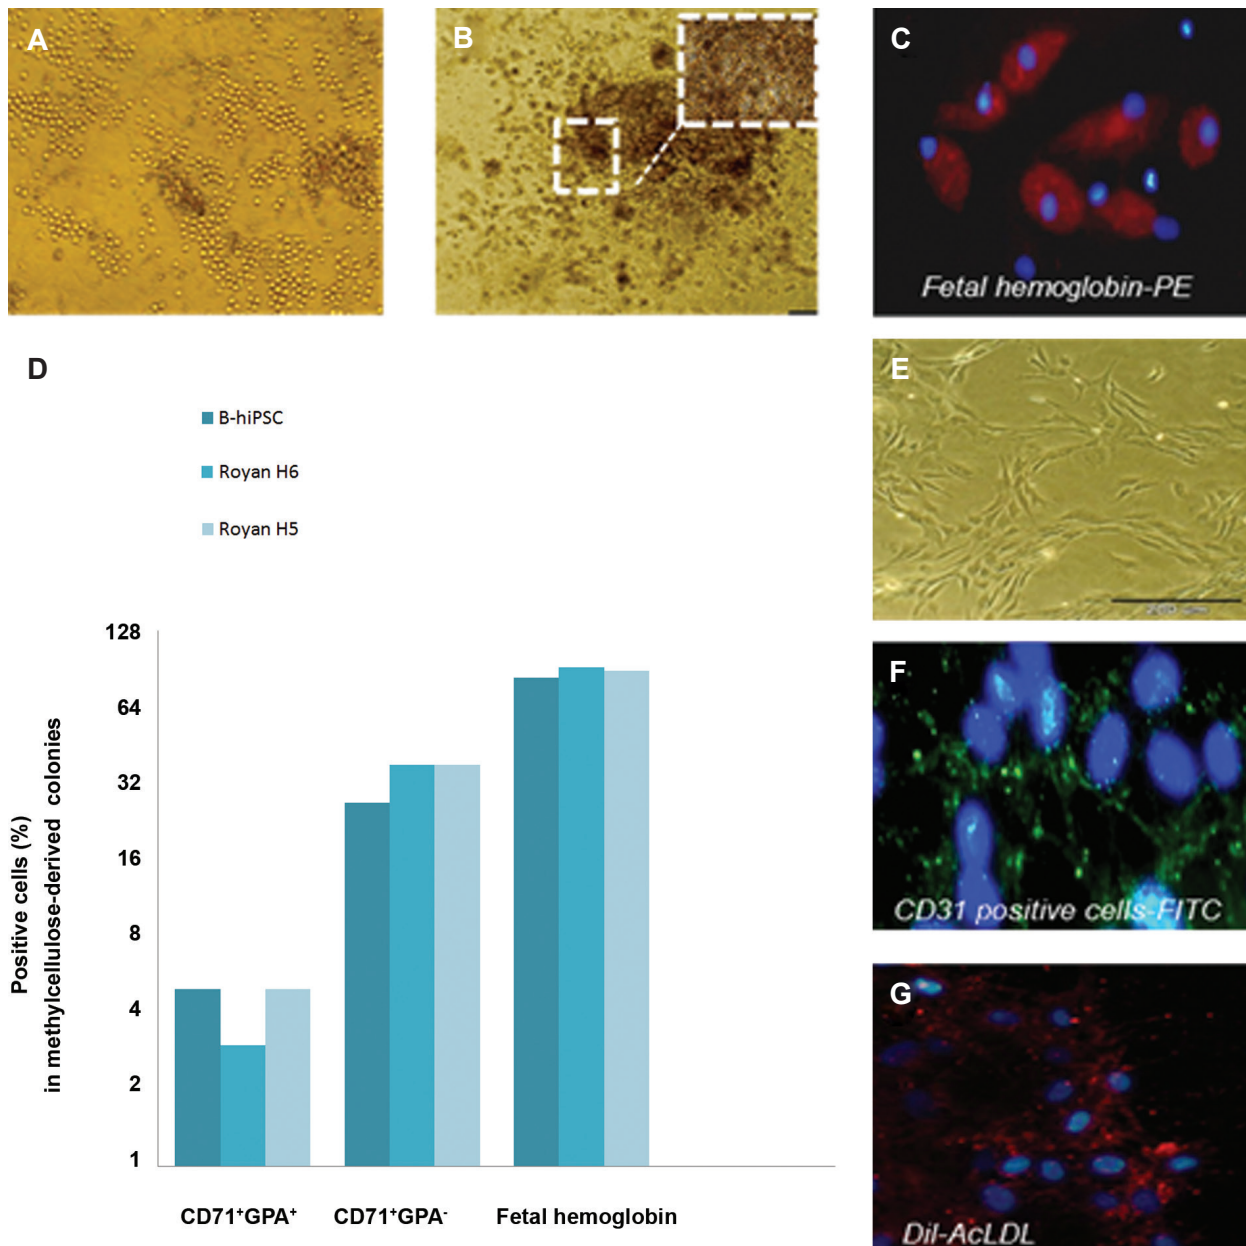 A
B
C
Fetal hemoglobin-PE
D
B-hiPSC
Royan H6
Royan H5
Positive cells (%)
in methylcellulose-derived colonies
128
64
32
16
8
4
2
1
CD71⁺GPA⁺
CD71⁺GPA⁻
Fetal hemoglobin
E
F
CD31 positive cells-FITC
G
Dil-AcLDL